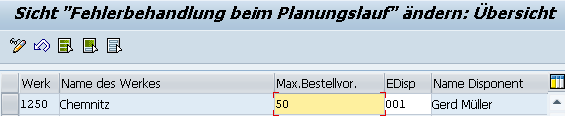 Sicht "Fehlerbehandlung beim Planungslauf" ändern: Übersicht
Werk Name des Werkes Max.Bestellvor. EDisp Name Disponent
1250 Chemnitz 50 001 Gerd Müller